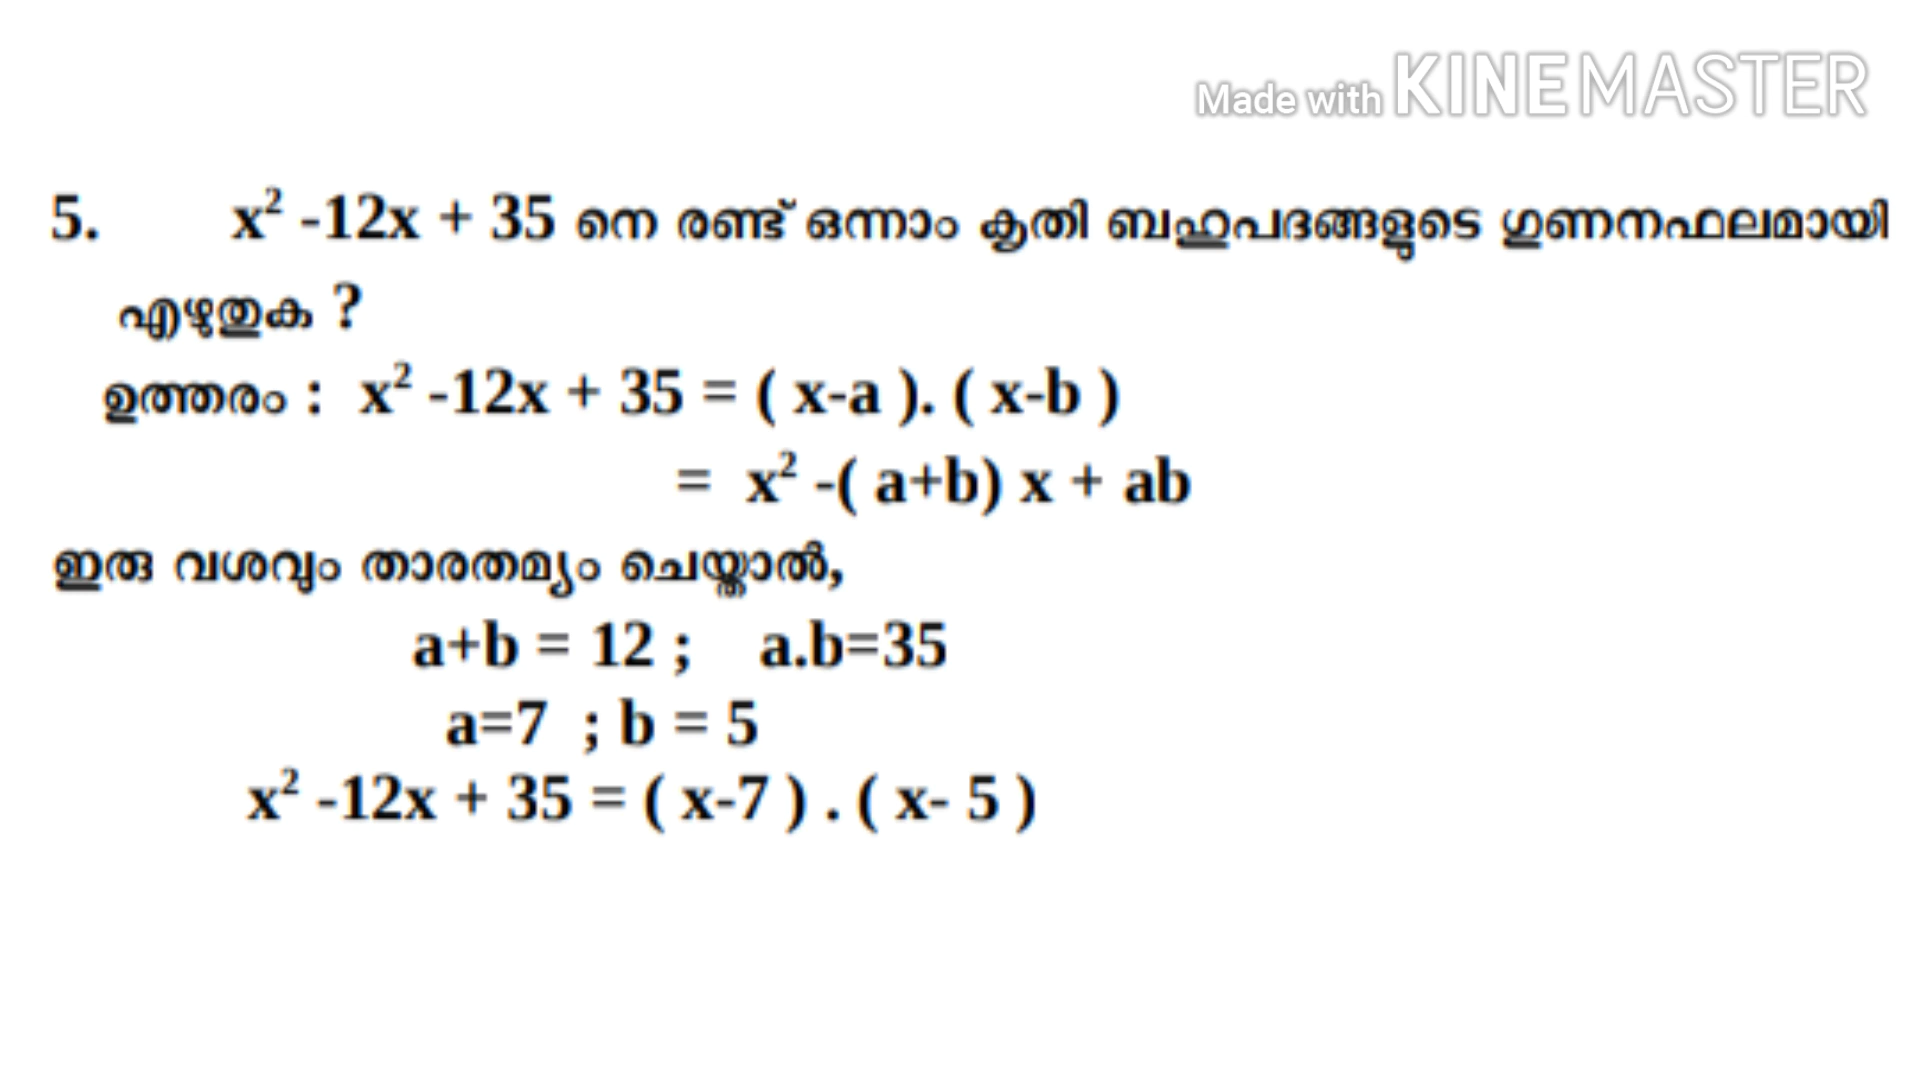 Made with KINEMASTER
5. x² -12x + 35 നെ രണ്ട് ഒന്നാം കൃതി ബഹുപദങ്ങളുടെ ഗുണനഫലമായി
എഴുതുക ?
ഉത്തരം : x² -12x + 35 = ( x-a ). ( x-b )
= x² -( a+b) x + ab
ഇരു വശവും താരതമ്യം ചെയ്താൽ,
a+b = 12 ; a.b=35
a=7 ; b = 5
x² -12x + 35 = ( x-7 ) . ( x- 5 )